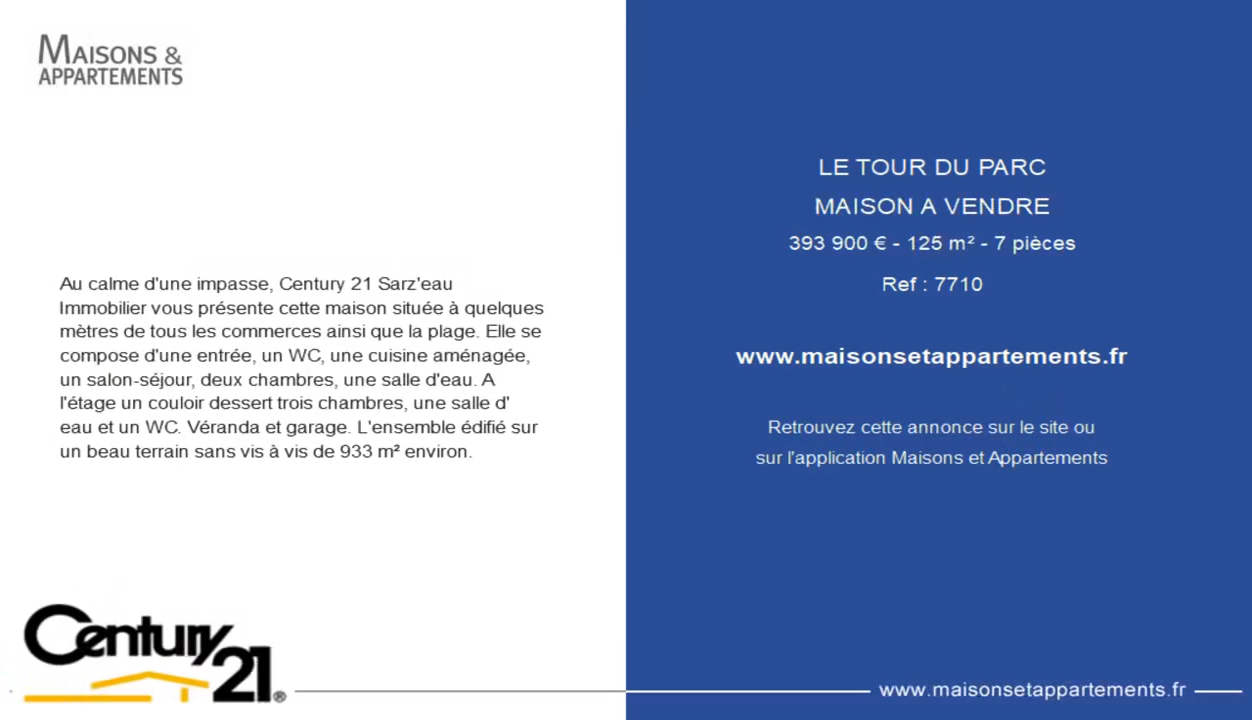 MAISONS &
APPARTEMENTS
Au calme d'une impasse, Century 21 Sarz'eau
Immobilier vous présente cette maison située à quelques
mètres de tous les commerces ainsi que la plage. Elle se
compose d'une entrée, un WC, une cuisine aménagée,
un salon-séjour, deux chambres, une salle d'eau. A
l'étage un couloir dessert trois chambres, une salle d'
eau et un WC. Véranda et garage. L'ensemble édifié sur
un beau terrain sans vis à vis de 933 m² environ.
Century 21®
LE TOUR DU PARC
MAISON A VENDRE
393 900 € - 125 m² - 7 pièces
Ref : 7710
www.maisonsetappartements.fr
Retrouvez cette annonce sur le site ou
sur l'application Maisons et Appartements
www.maisonsetappartements.fr